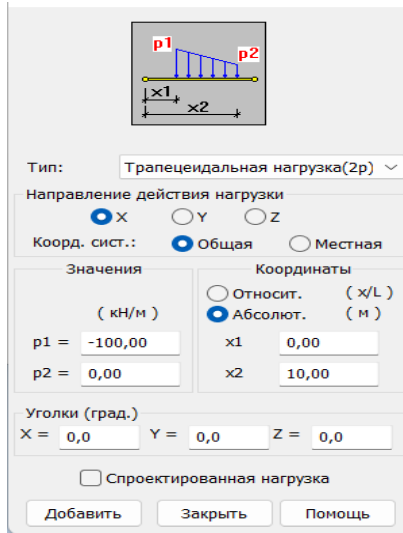 p1
p2
x1
x2
Тип: Трапецеидальная нагрузка(2p)
Направление действия нагрузки
X Y Z
Коорд. сист.: Общая Местная
Значения Координаты
Относит. ( x/L )
( кН/м ) Абсолют. ( м )
p1 = -100,00 x1 0,00
p2 = 0,00 x2 10,00
Уголки (град.)
X = 0,0 Y = 0,0 Z = 0,0
Спроектированная нагрузка
Добавить Закрыть Помощь